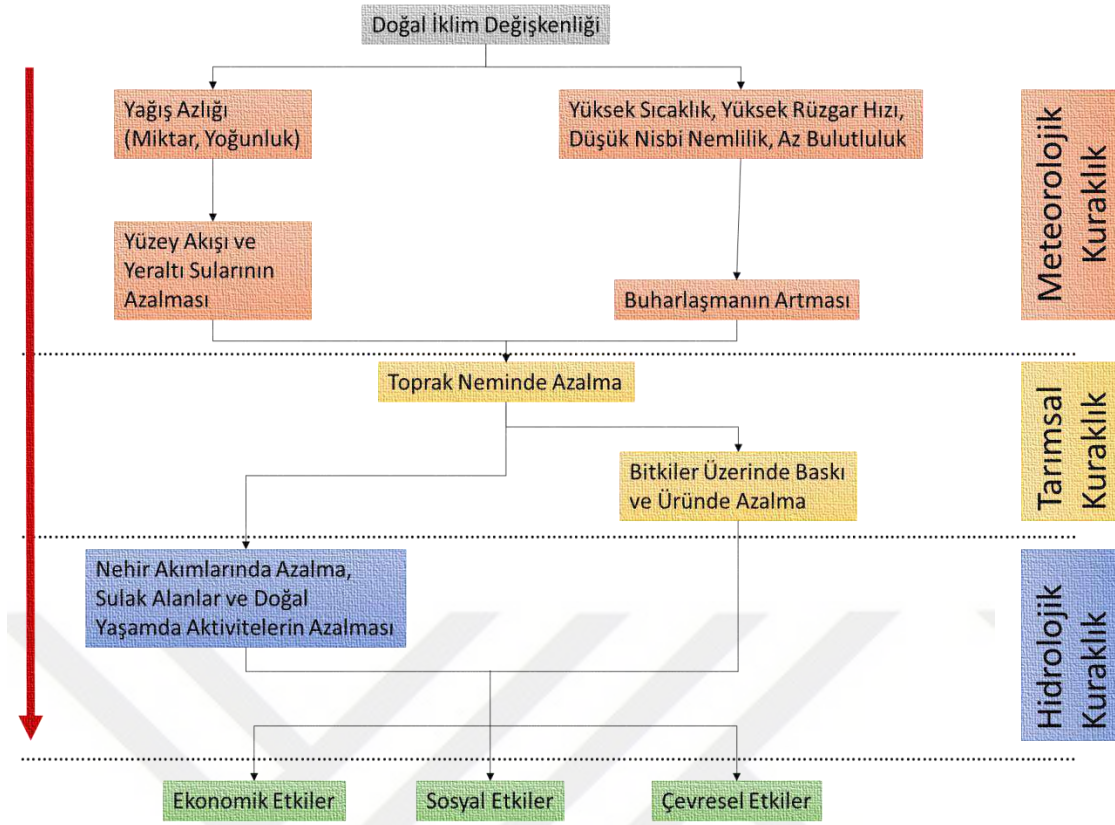 Doğal İklim Değişkenliği
Yağış Azlığı
(Miktar, Yoğunluk)
Yüksek Sıcaklık, Yüksek Rüzgar Hızı,
Düşük Nisbi Nemlilik, Az Bulutluluk
Yüzey Akışı ve
Yeraltı Sularının
Azalması
Buharlaşmanın Artması
Meteorolojik
Kuraklık
Toprak Neminde Azalma
Bitkiler Üzerinde Baskı
ve Üründe Azalma
Tarımsal
Kuraklık
Nehir Akımlarında Azalma,
Sulak Alanlar ve Doğal
Yaşamda Aktivitelerin Azalması
Hidrolojik
Kuraklık
Ekonomik Etkiler
Sosyal Etkiler
Çevresel Etkiler